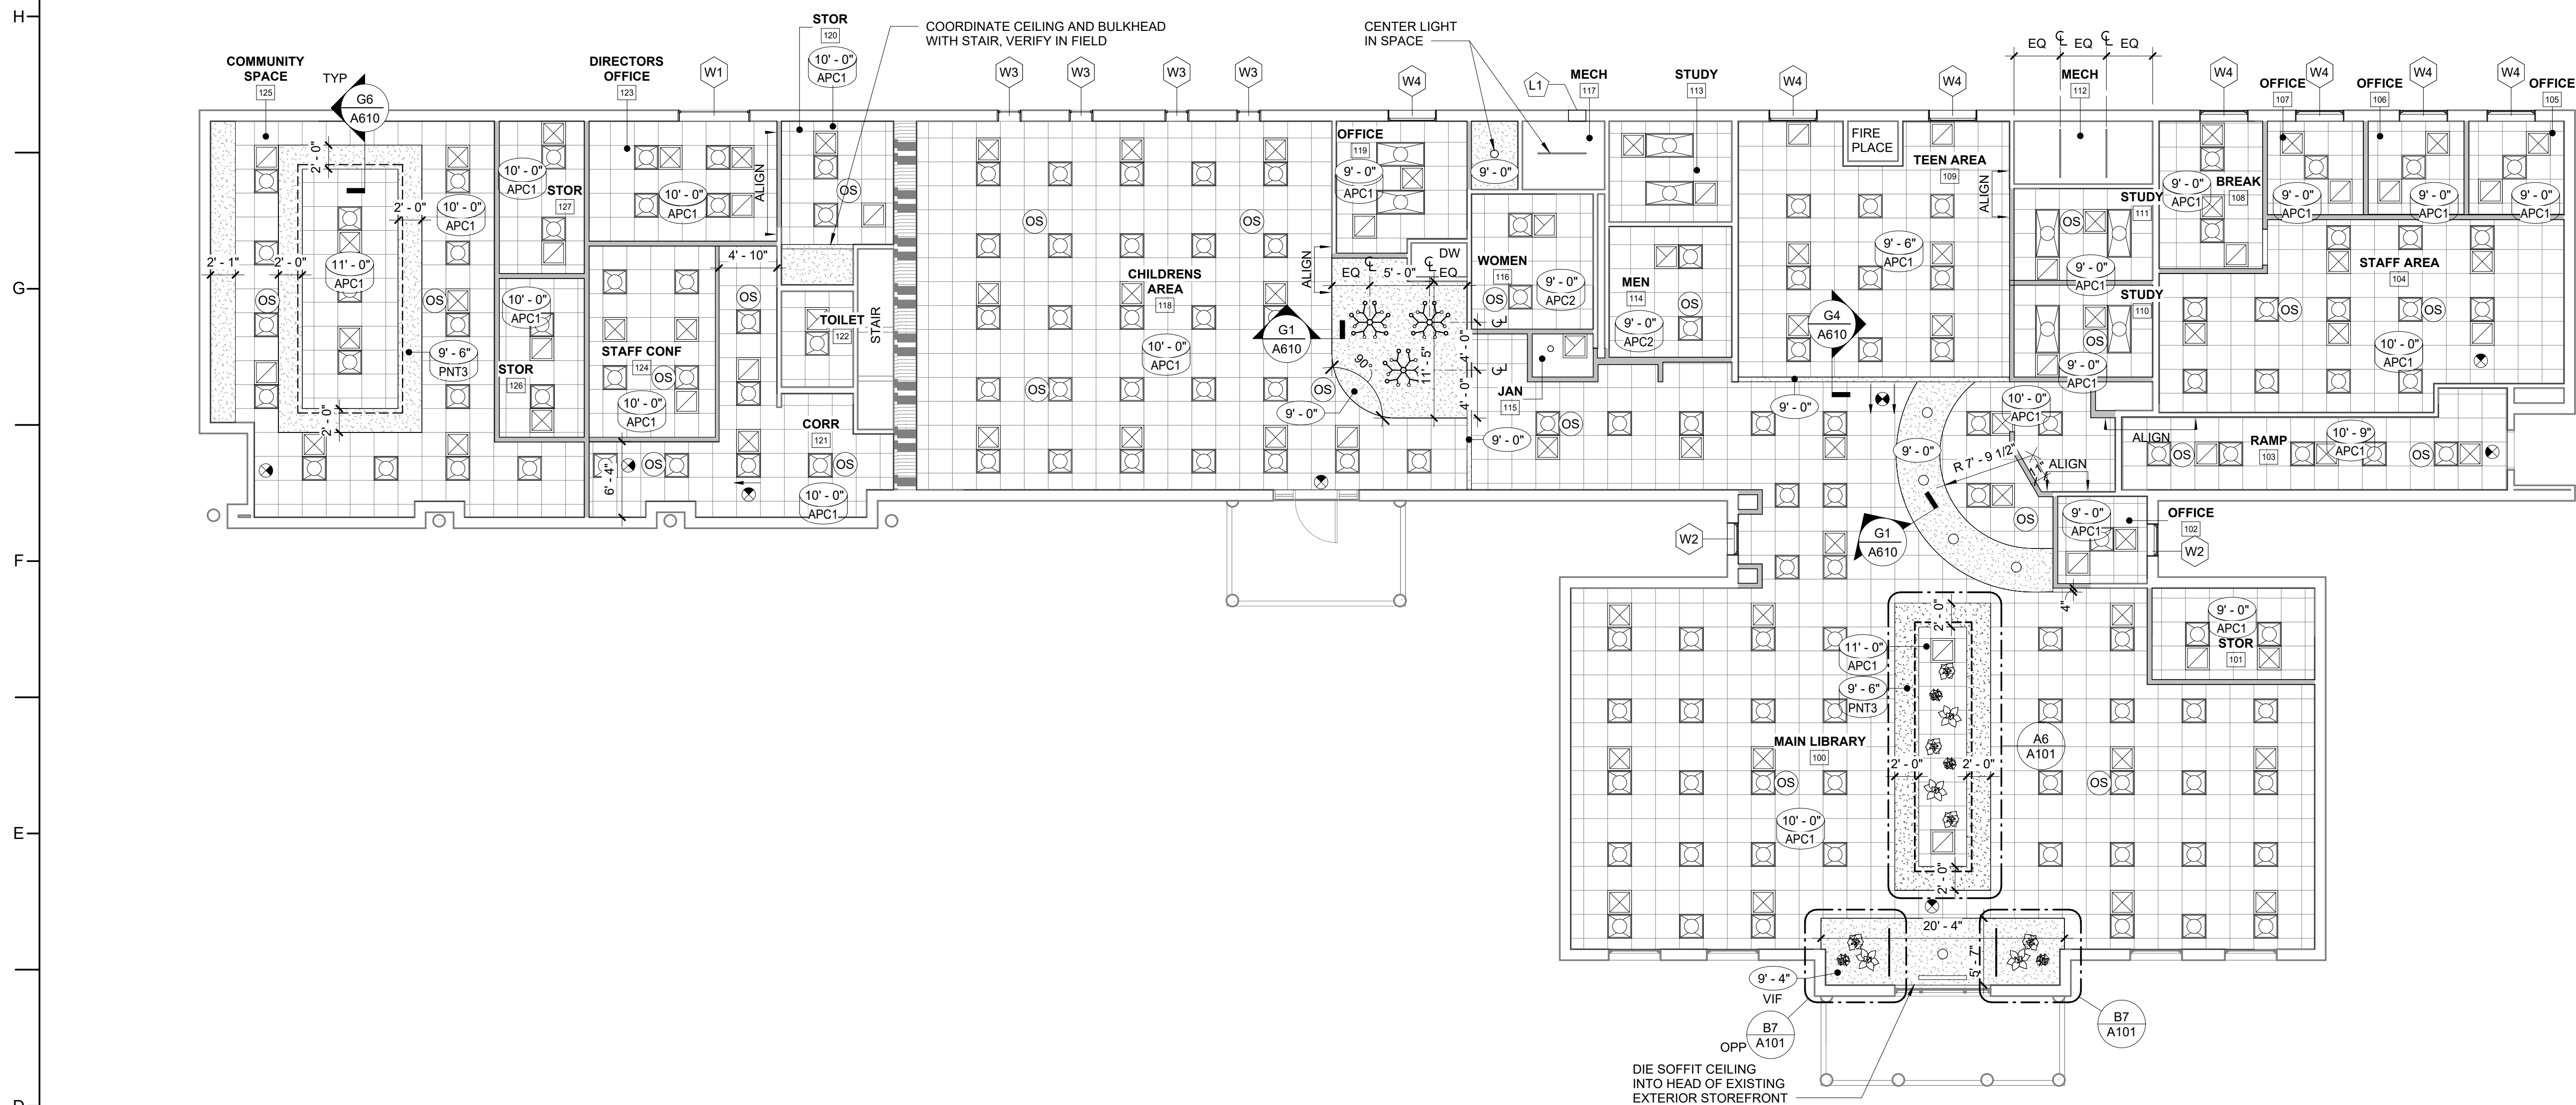 H
G
F
E
D
COMMUNITY
SPACE
125
TYP
G6
A610
DIRECTORS
OFFICE
123
W1
STOR
120
10' - 0"
APC1
COORDINATE CEILING AND BULKHEAD
WITH STAIR, VERIFY IN FIELD
W3
W3
W3
W3
CENTER LIGHT
IN SPACE
W4
L1
MECH
117
STUDY
113
W4
W4
EQ
EQ
EQ
MECH
112
W4
OFFICE
107
W4
OFFICE
106
W4
W4
OFFICE
105
2' - 0"
2' - 0"
10' - 0"
APC1
11' - 0"
APC1
2' - 1"
2' - 0"
OS
OS
9' - 6"
PNT3
2' - 0"
10' - 0"
APC1
STOR
127
10' - 0"
APC1
STOR
126
10' - 0"
APC1
ALIGN
OS
4' - 10"
STAFF CONF
124
OS
10' - 0"
APC1
OS
TOILET
122
STAIR
CORR
121
6' - 4"
OS
OS
10' - 0"
APC1
OS
OS
CHILDRENS
AREA
118
10' - 0"
APC1
OS
OS
G1
A610
OFFICE
119
9' - 0"
APC1
ALIGN
EQ
5' - 0"
EQ
DW
90°
11' - 5"
4' - 0"
4' - 0"
9' - 0"
9' - 0"
9' - 0"
WOMEN
116
9' - 0"
APC2
OS
JAN
115
OS
MEN
114
OS
9' - 0"
APC2
FIRE
PLACE
TEEN AREA
109
ALIGN
9' - 6"
APC1
G4
A610
9' - 0"
STUDY
111
OS
9' - 0"
APC1
STUDY
110
OS
9' - 0"
APC1
9' - 0"
APC1
BREAK
108
9' - 0"
APC1
9' - 0"
APC1
9' - 0"
APC1
STAFF AREA
104
OS
OS
10' - 0"
APC1
10' - 0"
APC1
9' - 0"
R 7' - 9 1/2"
11"
ALIGN
ALIGN
OS
RAMP
103
10' - 9"
APC1
OS
OS
G1
A610
W2
9' - 0"
APC1
OFFICE
102
W2
4"
9' - 0"
APC1
STOR
101
2' - 0"
11' - 0"
APC1
9' - 6"
PNT3
MAIN LIBRARY
100
OS
2' - 0"
2' - 0"
A6
A101
OS
10' - 0"
APC1
2' - 0"
20' - 4"
5' - 7"
9' - 4"
VIF
B7
A101
OPP
B7
A101
DIE SOFFIT CEILING
INTO HEAD OF EXISTING
EXTERIOR STOREFRONT